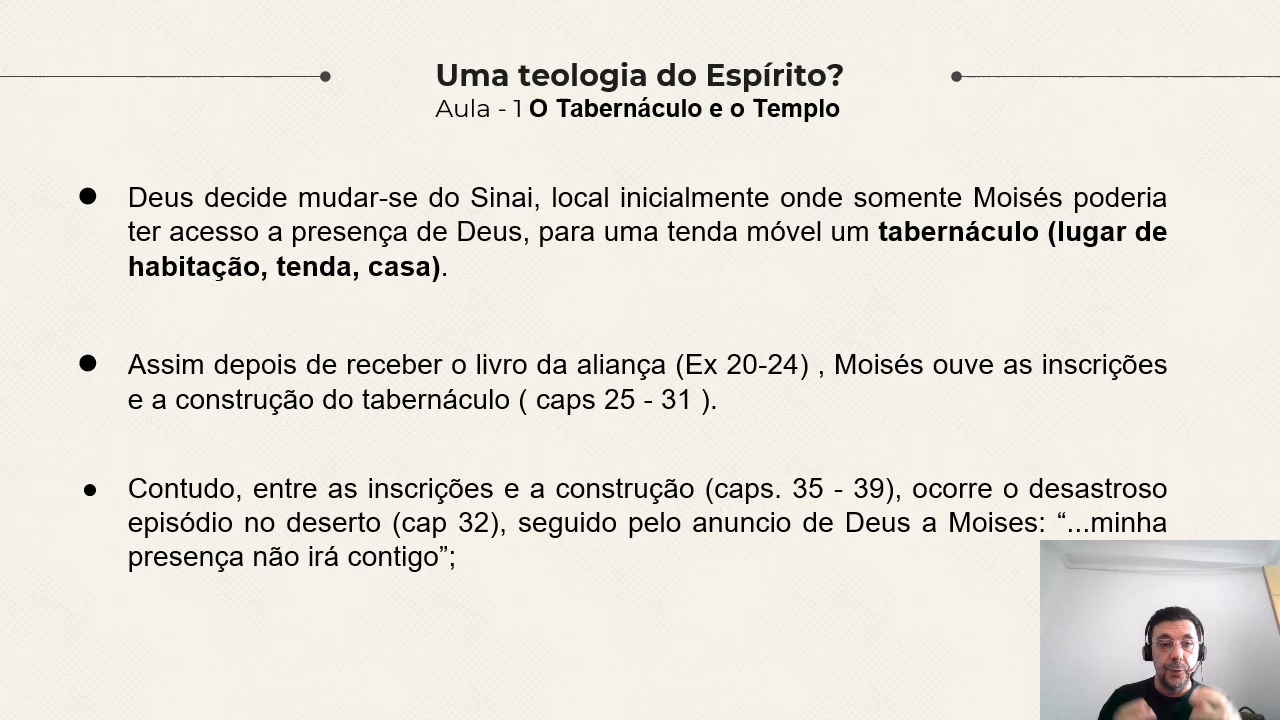 Uma teologia do Espírito?
Aula - 1 O Tabernáculo e o Templo
● Deus decide mudar-se do Sinai, local inicialmente onde somente Moisés poderia
ter acesso a presença de Deus, para uma tenda móvel um tabernáculo (lugar de
habitação, tenda, casa).
● Assim depois de receber o livro da aliança (Ex 20-24) , Moisés ouve as inscrições
e a construção do tabernáculo ( caps 25 - 31 ).
● Contudo, entre as inscrições e a construção (caps. 35 - 39), ocorre o desastroso
episódio no deserto (cap 32), seguido pelo anuncio de Deus a Moises: “...minha
presença não irá contigo”;